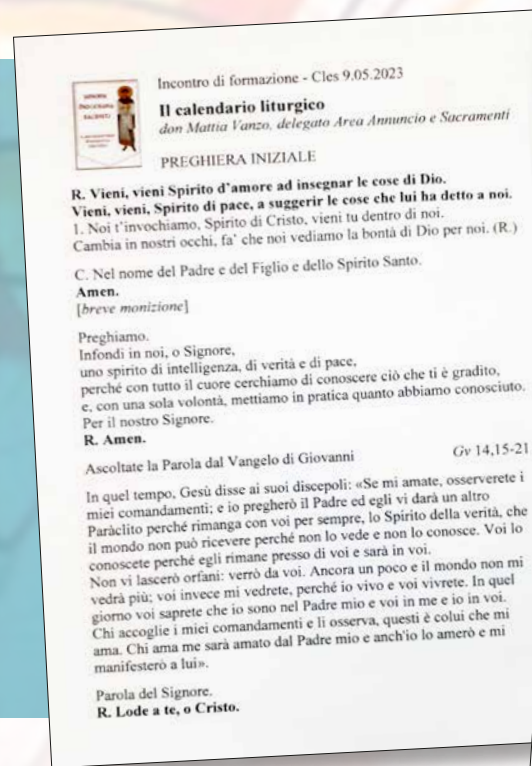 Incontro di formazione - Cles 9.05.2023
Il calendario liturgico
don Mattia Vanzo, delegato Area Annuncio e Sacramenti
PREGHIERA INIZIALE
R. Vieni, vieni Spirito d'amore ad insegnar le cose di Dio.
Vieni, vieni, Spirito di pace, a suggerir le cose che lui ha detto a noi.
1. Noi t'invochiamo, Spirito di Cristo, vieni tu dentro di noi.
Cambia in nostri occhi, fa' che noi vediamo la bontà di Dio per noi. (R.)
C. Nel nome del Padre e del Figlio e dello Spirito Santo.
Amen.
[breve monizione]
Preghiamo.
Infondi in noi, o Signore,
uno spirito di intelligenza, di verità e di pace,
perché con tutto il cuore cerchiamo di conoscere ciò che ti è gradito,
e, con una sola volontà, mettiamo in pratica quanto abbiamo conosciuto.
Per il nostro Signore.
R. Amen.
Ascoltate la Parola dal Vangelo di Giovanni Gv 14,15-21
In quel tempo, Gesù disse ai suoi discepoli: «Se mi amate, osserverete i
miei comandamenti; e io pregherò il Padre ed egli vi darà un altro
Paràclito perché rimanga con voi per sempre, lo Spirito della verità, che
il mondo non può ricevere perché non lo vede e non lo conosce. Voi lo
conoscete perché egli rimane presso di voi e sarà in voi.
Non vi lascerò orfani: verrò da voi. Ancora un poco e il mondo non mi
vedrà più; voi invece mi vedrete, perché io vivo e voi vivrete. In quel
giorno voi saprete che io sono nel Padre mio e voi in me e io in voi.
Chi accoglie i miei comandamenti e li osserva, questi è colui che mi
ama. Chi ama me sarà amato dal Padre mio e anch'io lo amerò e mi
manifesterò a lui».
Parola del Signore.
R. Lode a te, o Cristo.